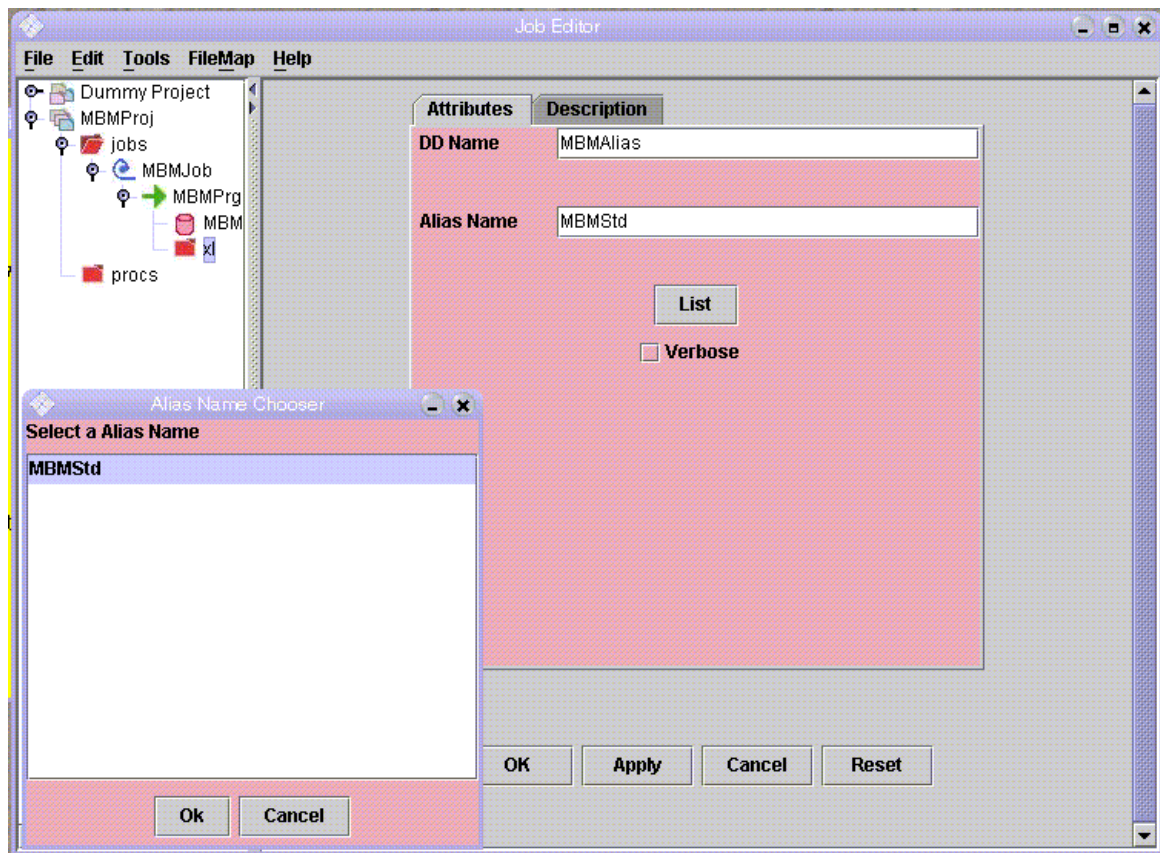 Job Editor
File Edit Tools FileMap Help
Dummy Project
MBMProj
jobs
MBMJob
MBMPrg
MBM
xl
procs
Attributes Description
DD Name MBMAlias
Alias Name MBMStd
List
Verbose
Alias Name Chooser
Select a Alias Name
MBMStd
Ok Cancel
OK Apply Cancel Reset